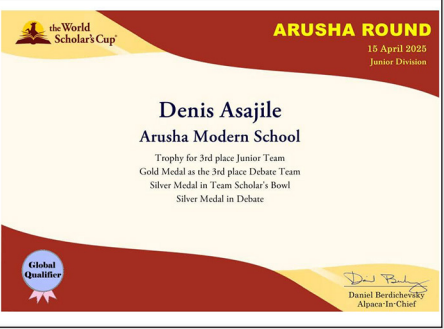 the World
Scholar's Cup
ARUSHA ROUND
15 April 2025
Junior Division
Denis Asajile
Arusha Modern School
Trophy for 3rd place Junior Team
Gold Medal as the 3rd place Debate Team
Silver Medal in Team Scholar's Bowl
Silver Medal in Debate
Global
Qualifier
Daniel Berdichevsky
Alpaca-In-Chief